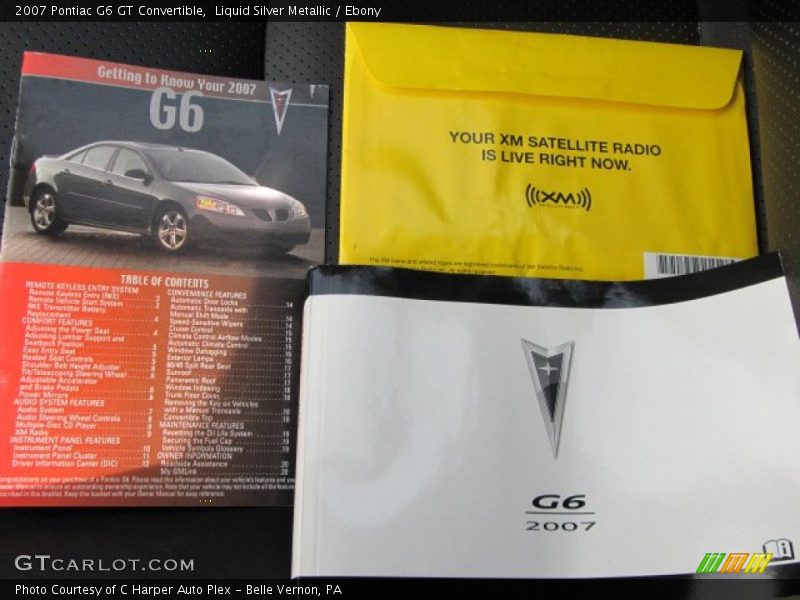 2007 Pontiac G6 GT Convertible,  Liquid Silver Metallic / Ebony
Getting to Know Your 2007
G6
TABLE OF CONTENTS
REMOTE KEYLESS ENTRY SYSTEM
Remote Keyless Entry (RKE)
Remote Vehicle Start System
RKE Transmitter Battery
Replacement
COMFORT FEATURES
Adjusting the Power Seat
Adjusting Lumbar Support and
Seatback Position
Easy Entry Seat
Heated Seat Controls
Shoulder Belt Height Adjuster
Tilt/Telescoping Steering Wheel
Adjustable Accelerator
and Brake Pedals
Power Mirrors
AUDIO SYSTEM FEATURES
Audio System
Audio Steering Wheel Controls
Multiple-Disc CD Player
XM Radio
INSTRUMENT PANEL FEATURES
Instrument Panel 10
Instrument Panel Cluster 11
Driver Information Center (DIC) 12
CONVENIENCE FEATURES
Automatic Door Locks
Automatic Transaxle with
Manual Shift Mode
Speed-Sensitive Wipers
Cruise Control
Climate Control Airflow Modes
Automatic Climate Control
Window Defogging
Exterior Lamps
60/40 Split Rear Seat
Sunroof
Panoramic Roof
Window Indexing
Trunk Floor Cover
Removing the Key on Vehicles
with a Manual Transaxle
Convertible Top
MAINTENANCE FEATURES
Resetting the Oil Life System
Securing the Fuel Cap
Vehicle Symbols Glossary
OWNER INFORMATION
Roadside Assistance 20
My GMLink 20
YOUR XM SATELLITE RADIO
IS LIVE RIGHT NOW.
((XM))
G6
2007
GTCARLOT.COM
Photo Courtesy of C Harper Auto Plex - Belle Vernon, PA